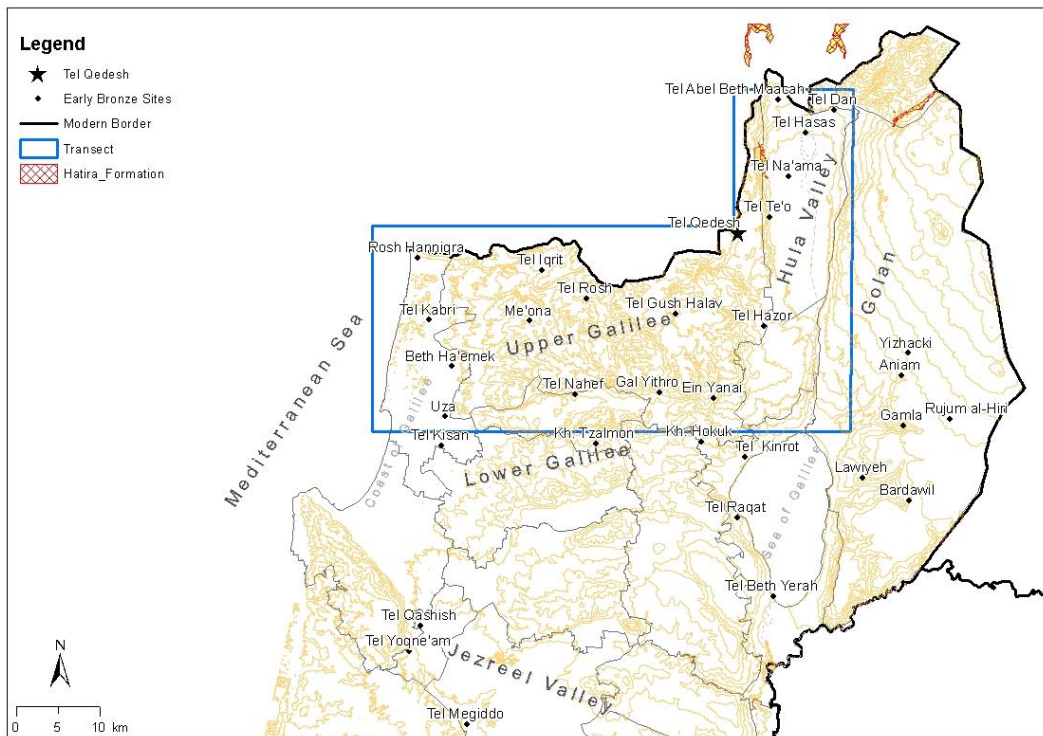 Legend
Tel Qedesh
Early Bronze Sites
Modern Border
Transect
Hatira_Formation
Tel Abel Beth-Maacah
Tel Dan
Tel Hasas
Tel Na'ama
Tel Te'o
Tel Qedesh
Hula Valley
Rosh Hannigra
Tel Iqrit
Tel Rosh
Tel Kabri
Me'ona
Tel Gush Halav
Tel Hazor
Upper Galilee
Golan
Mediterranean Sea
Beth Ha'emek
Yizhacki
Aniam
Tel Nahef
Gal Yithro
Ein Yanai
Uza
Coast of Galilee
Gamla
Rujum al-Hiri
Tel Kisan
Kh. Tzalmon
Kh. Hokuk
Tel Kinrot
Lower Galilee
Lawiyeh
Bardawil
Tel Raqat
Sea of Galilee
Tel Beth Yerah
Tel Qashish
Tel Yoqne'am
Jezreel Valley
Tel Megiddo
N
0 5 10 km